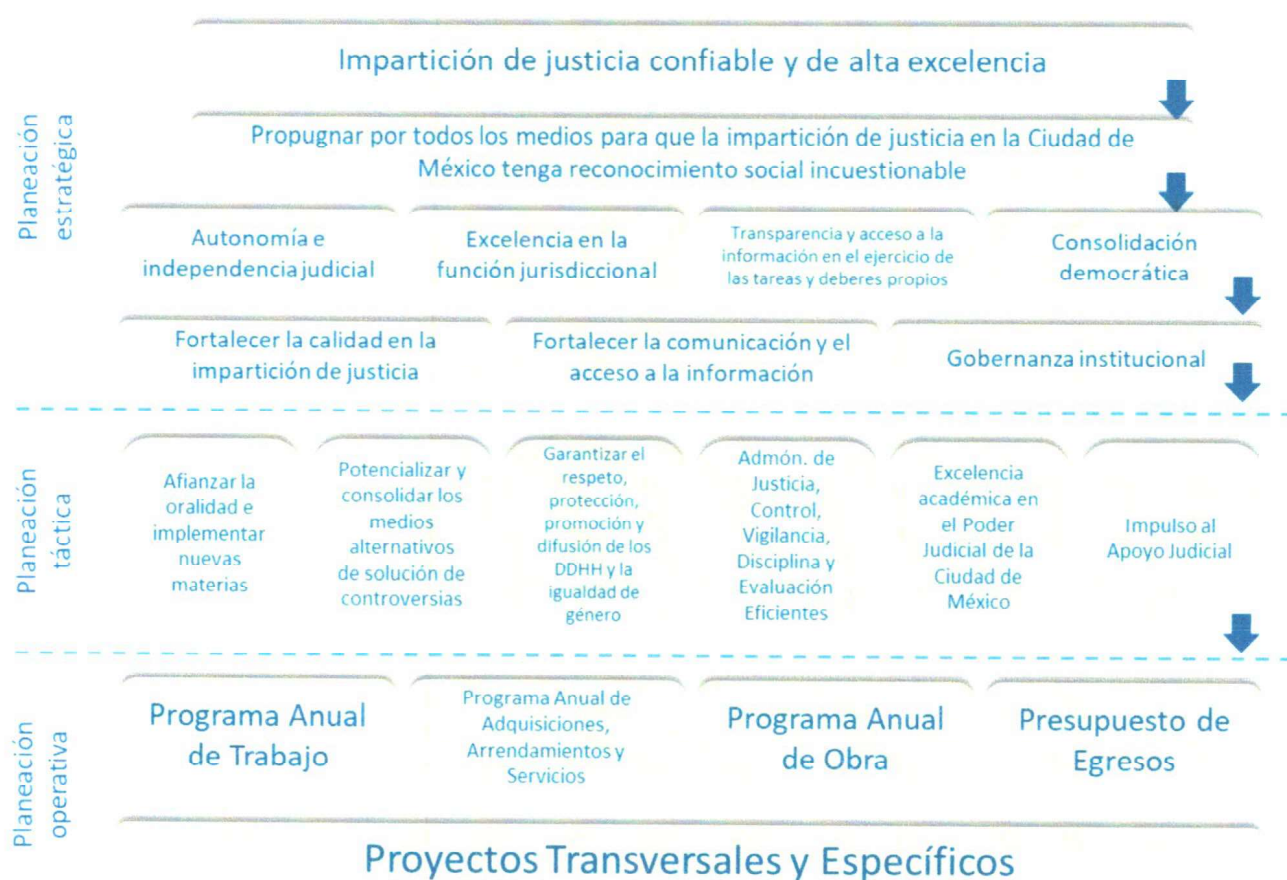 Planeación
estratégica
Impartición de justicia confiable y de alta excelencia
Propugnar por todos los medios para que la impartición de justicia en la Ciudad de
México tenga reconocimiento social incuestionable
Autonomía e
independencia judicial
Excelencia en la
función jurisdiccional
Transparencia y acceso a la
información en el ejercicio de
las tareas y deberes propios
Consolidación
democrática
Fortalecer la calidad en la
impartición de justicia
Fortalecer la comunicación y el
acceso a la información
Gobernanza institucional
Planeación
táctica
Afianzar la
oralidad e
implementar
nuevas
materias
Potencializar y
consolidar los
medios
alternativos
de solución de
controversias
Garantizar el
respeto,
protección,
promoción y
difusión de los
DDHH y la
igualdad de
género
Admón. de
Justicia,
Control,
Vigilancia,
Disciplina y
Evaluación
Eficientes
Excelencia
académica en
el Poder
Judicial de la
Ciudad de
México
Impulso al
Apoyo Judicial
Planeación
operativa
Programa Anual
de Trabajo
Programa Anual de
Adquisiciones,
Arrendamientos y
Servicios
Programa Anual
de Obra
Presupuesto de
Egresos
Proyectos Transversales y Específicos